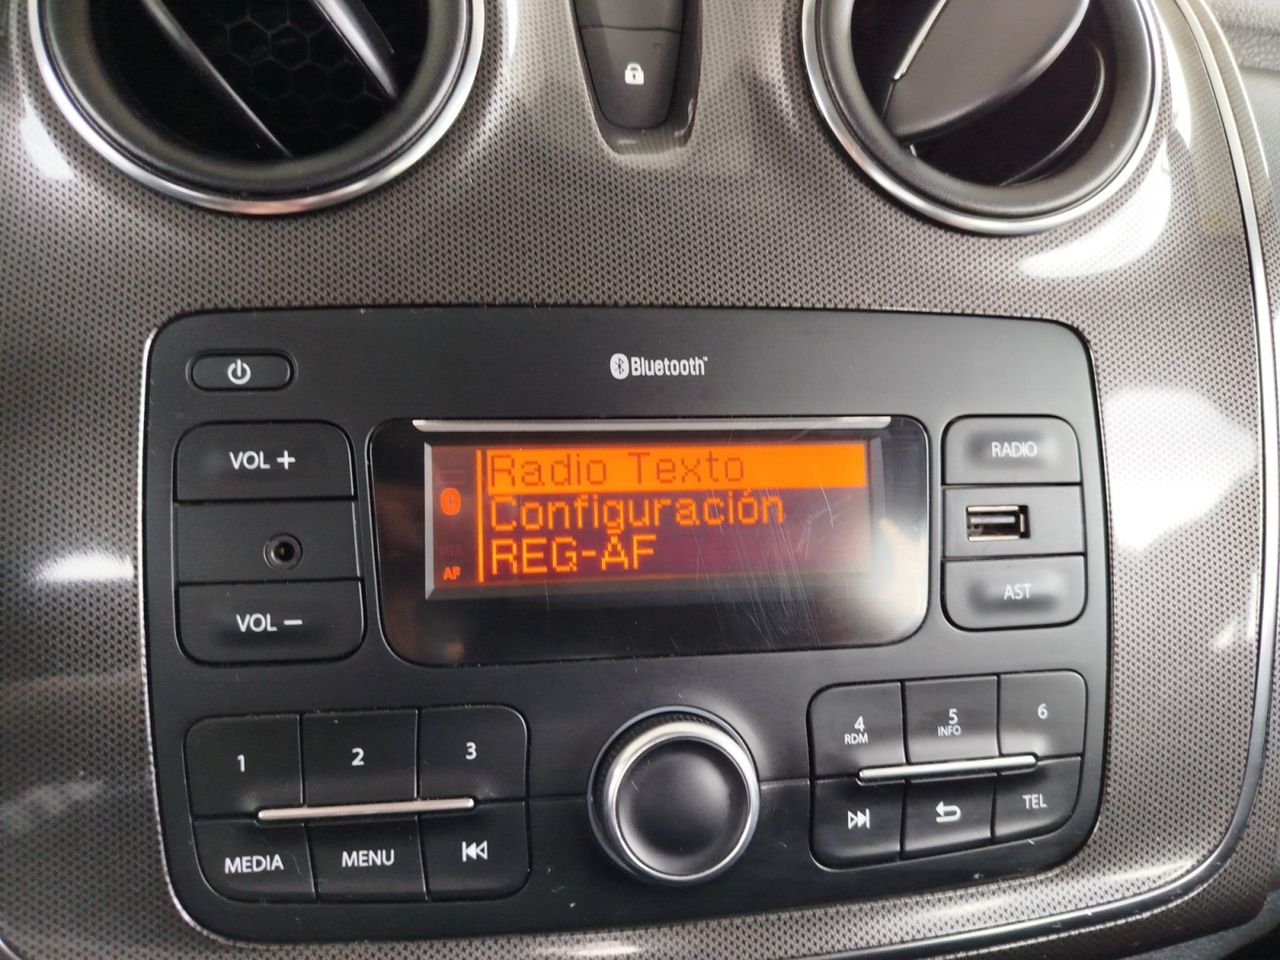 Bluetooth™
VOL +
RADIO
Radio Texto
Configuración
REG-AF
AF
AST
VOL −
1
2
3
4
RDM
5
INFO
6
MEDIA
MENU
TEL